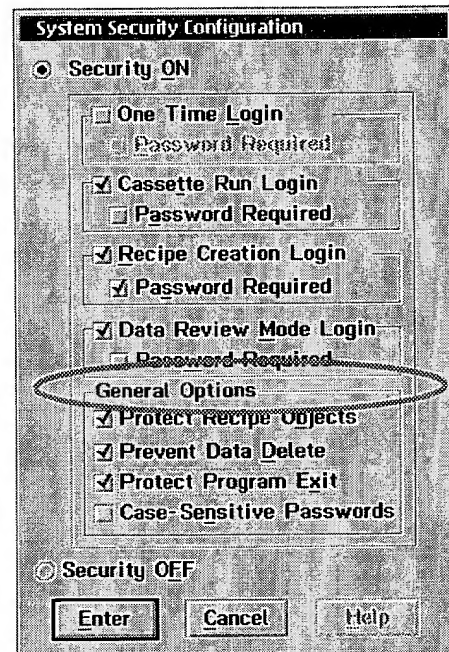 System Security Configuration
Security ON
One Time Login
Password Required
Cassette Run Login
Password Required
Recipe Creation Login
Password Required
Data Review Mode Login
Password Required
General Options
Protect Recipe Objects
Prevent Data Delete
Protect Program Exit
Case-Sensitive Passwords
Security OFF
Enter Cancel Help